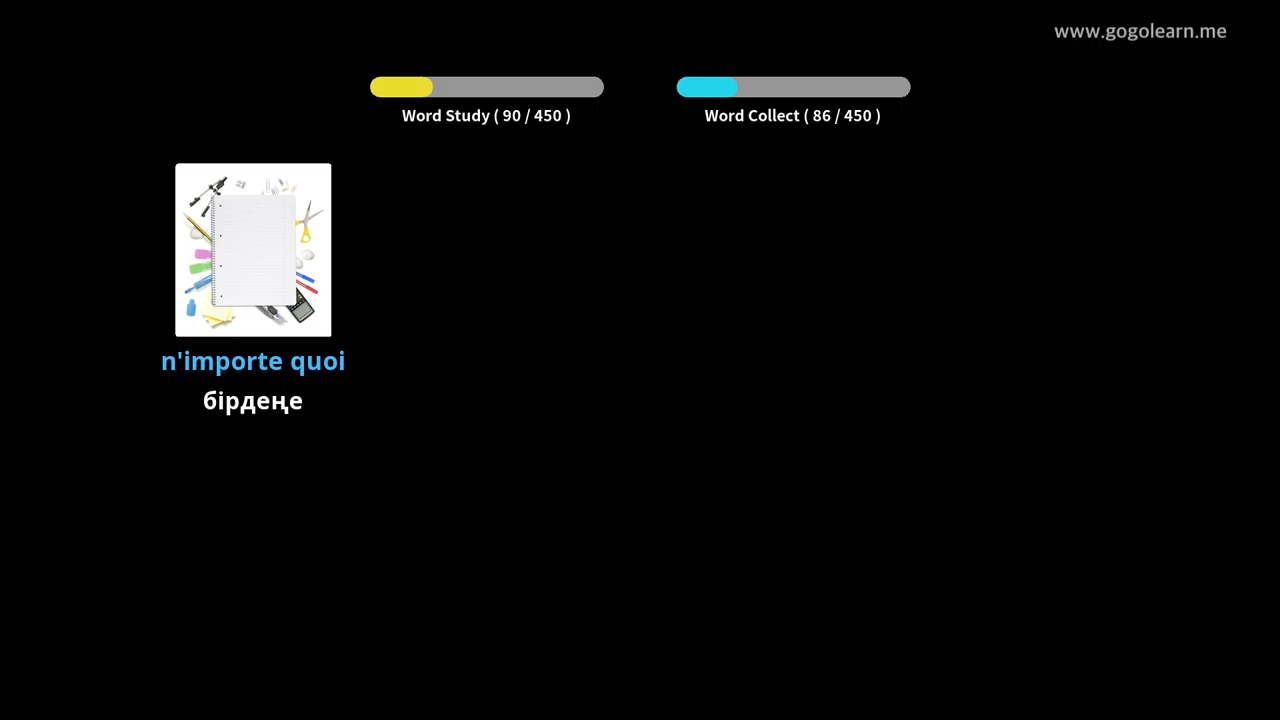 www.gogolearn.me
Word Study ( 90 / 450 )
Word Collect ( 86 / 450 )
n'importe quoi
бірдеңе